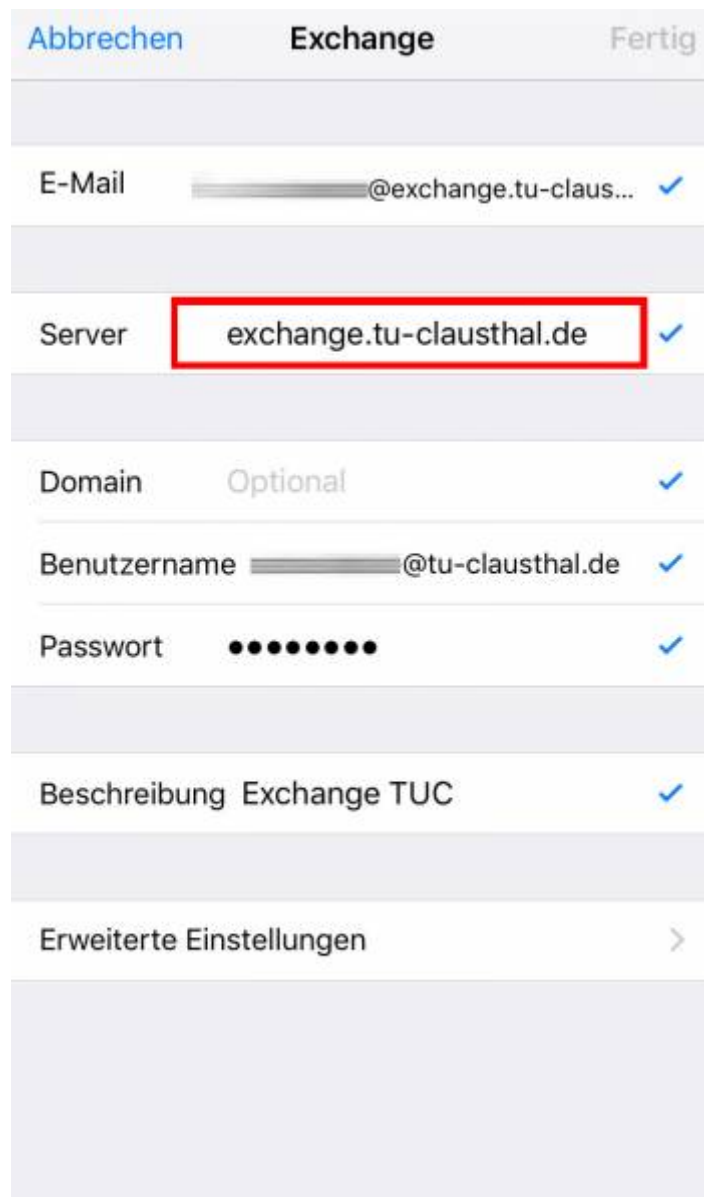 Abbrechen Exchange Fertig
E-Mail @exchange.tu-claus...
Server exchange.tu-clausthal.de
Domain Optional
Benutzername @tu-clausthal.de
Passwort ●●●●●●●●
Beschreibung Exchange TUC
Erweiterte Einstellungen